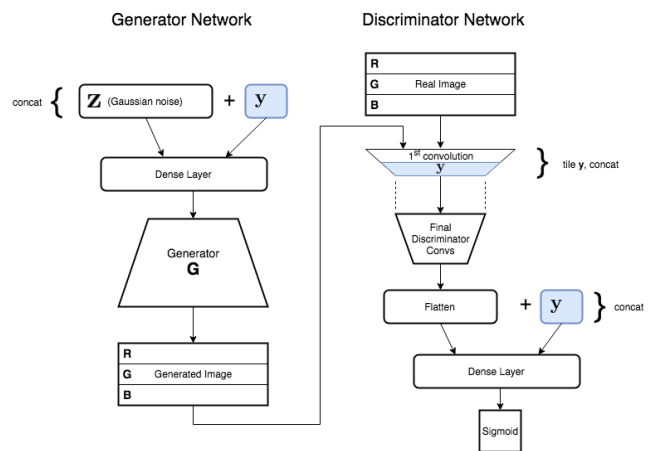 Generator Network
concat { z (Gaussian noise) + y
Dense Layer
Generator
G
R
G Generated Image
B
Discriminator Network
R
G Real Image
B
1st convolution
y
} tile y, concat
Final
Discriminator
Convs
Flatten + y } concat
Dense Layer
Sigmoid